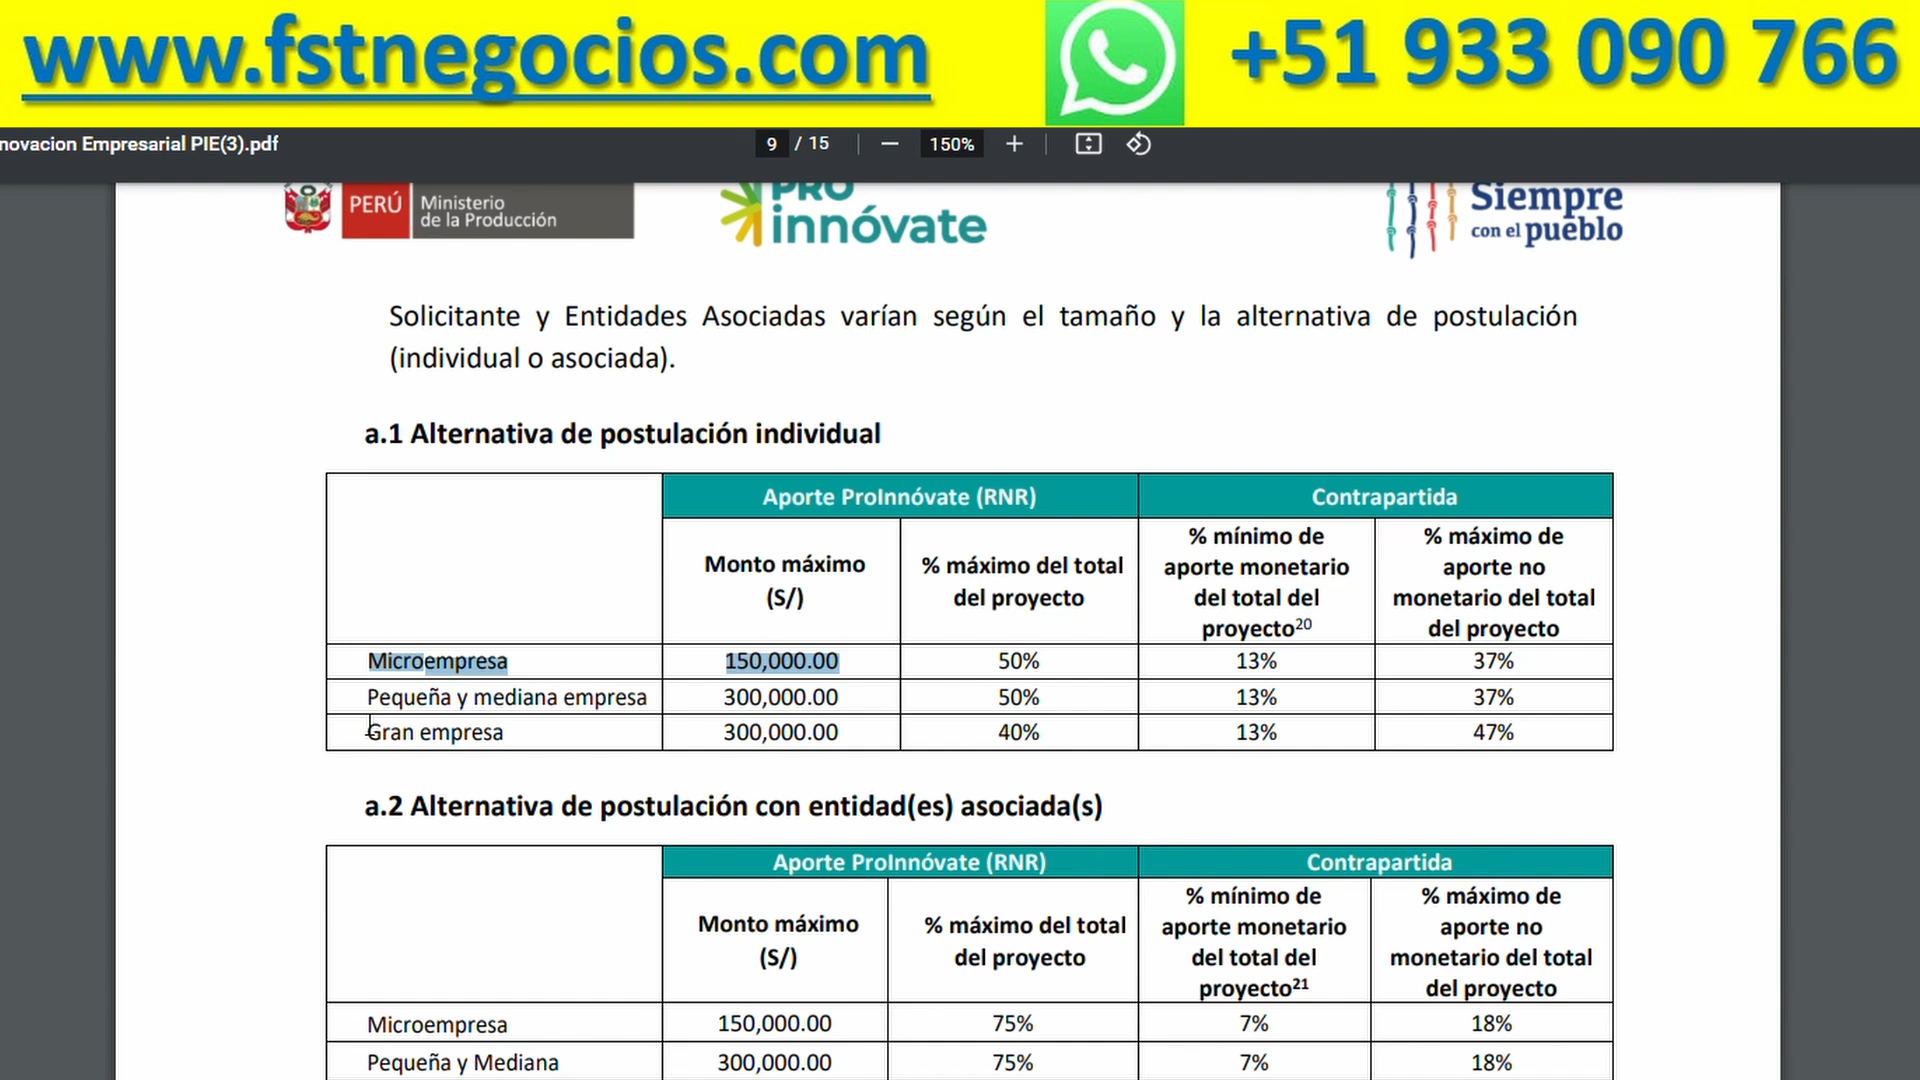 www.fstnegocios.com
+51 933 090 766
novacion Empresarial PIE(3).pdf
9 / 15
150%
PERÚ
Ministerio
de la Producción
PRO
innóvate
Siempre
con el pueblo
Solicitante y Entidades Asociadas varían según el tamaño y la alternativa de postulación
(individual o asociada).
a.1 Alternativa de postulación individual
Aporte ProInnóvate (RNR)
Contrapartida
Monto máximo
(S/)
% máximo del total
del proyecto
% mínimo de
aporte monetario
del total del
proyecto20
% máximo de
aporte no
monetario del total
del proyecto
Microempresa 150,000.00 50% 13% 37%
Pequeña y mediana empresa 300,000.00 50% 13% 37%
Gran empresa 300,000.00 40% 13% 47%
a.2 Alternativa de postulación con entidad(es) asociada(s)
Aporte ProInnóvate (RNR)
Contrapartida
Monto máximo
(S/)
% máximo del total
del proyecto
% mínimo de
aporte monetario
del total del
proyecto21
% máximo de
aporte no
monetario del total
del proyecto
Microempresa 150,000.00 75% 7% 18%
Pequeña y Mediana 300,000.00 75% 7% 18%